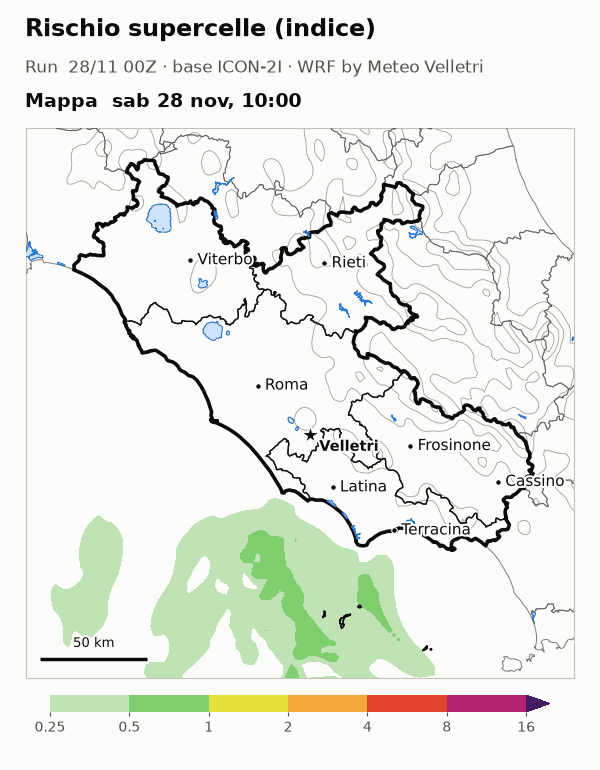 Rischio supercelle (indice)
Run  28/11 00Z · base ICON-2I · WRF by Meteo Velletri
Mappa  sab 28 nov, 10:00
Viterbo
Rieti
Roma
Velletri
Frosinone
Cassino
Latina
Terracina
50 km
0.25 0.5 1 2 4 8 16